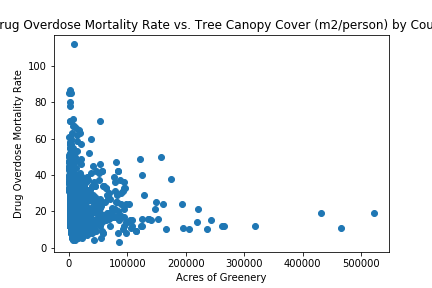 rug Overdose Mortality Rate vs. Tree Canopy Cover (m2/person) by Cou
100
80
60
40
20
0
Drug Overdose Mortality Rate
0 100000 200000 300000 400000 500000
Acres of Greenery